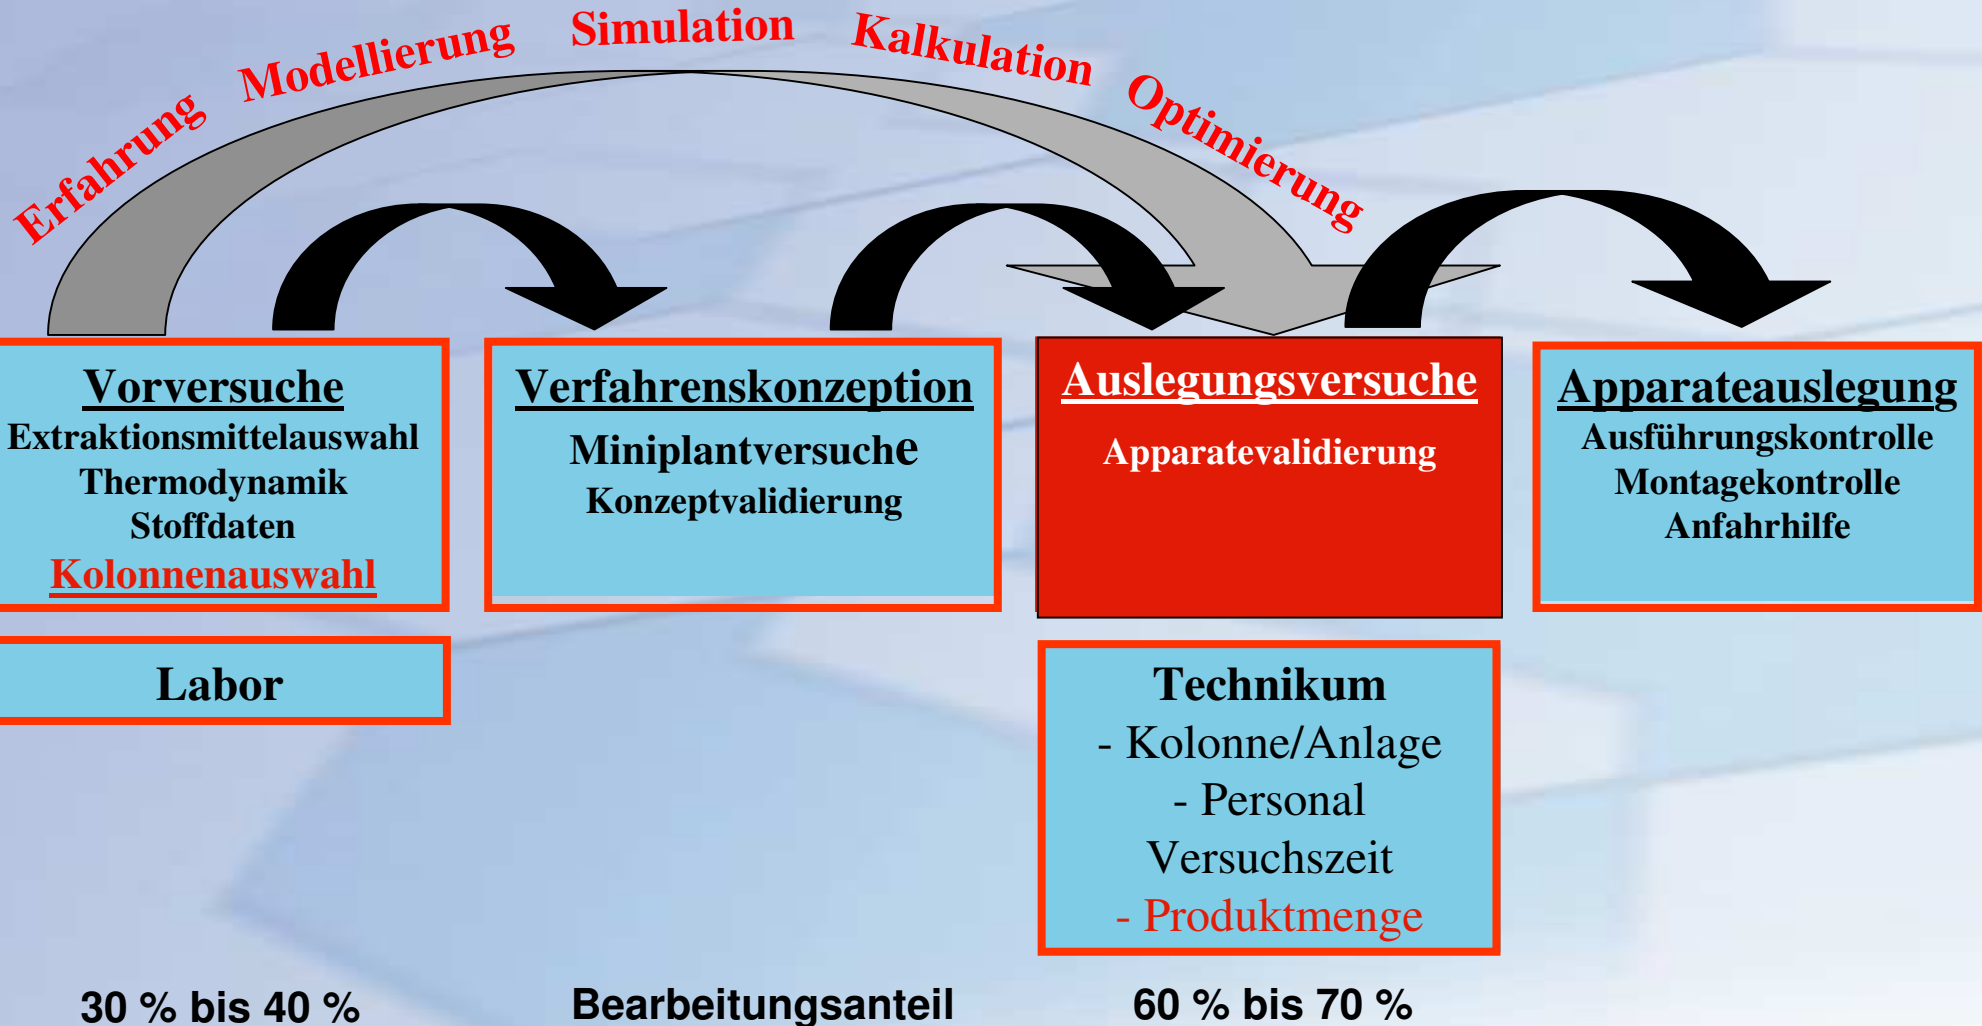 Erfahrung Modellierung Simulation Kalkulation Optimierung
Vorversuche
Extraktionsmittelauswahl
Thermodynamik
Stoffdaten
Kolonnenauswahl
Verfahrenskonzeption
Miniplantversuche
Konzeptvalidierung
Auslegungsversuche
Apparatevalidierung
Apparateauslegung
Ausführungskontrolle
Montagekontrolle
Anfahrhilfe
Labor
Technikum
- Kolonne/Anlage
- Personal
Versuchszeit
- Produktmenge
30 % bis 40 %
Bearbeitungsanteil
60 % bis 70 %